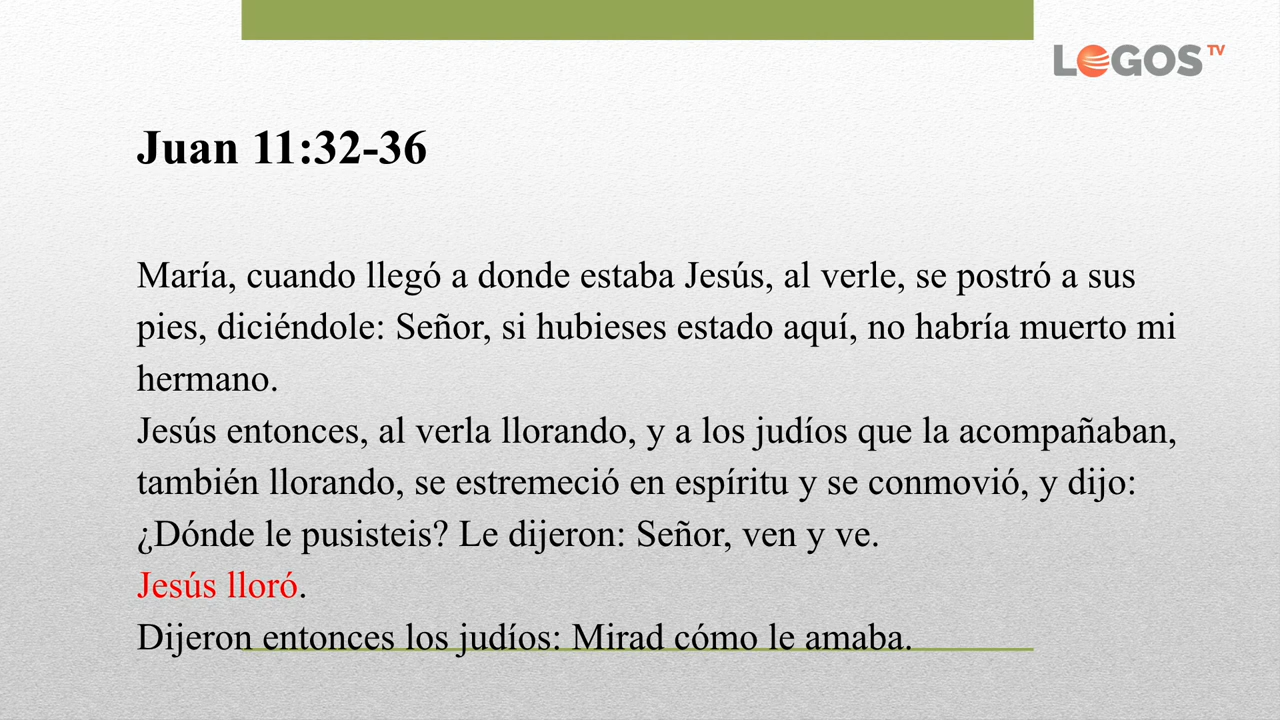 LOGOS TV
Juan 11:32-36
María, cuando llegó a donde estaba Jesús, al verle, se postró a sus
pies, diciéndole: Señor, si hubieses estado aquí, no habría muerto mi
hermano.
Jesús entonces, al verla llorando, y a los judíos que la acompañaban,
también llorando, se estremeció en espíritu y se conmovió, y dijo:
¿Dónde le pusisteis? Le dijeron: Señor, ven y ve.
Jesús lloró.
Dijeron entonces los judíos: Mirad cómo le amaba.